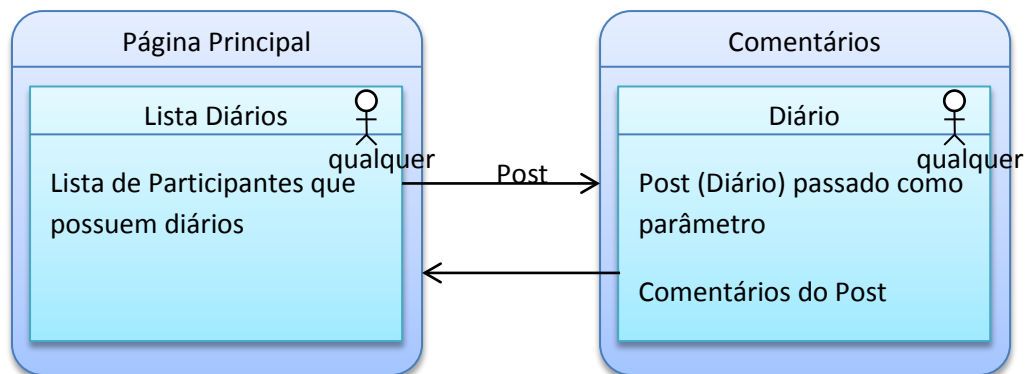 Página Principal
Lista Diários
qualquer
Lista de Participantes que
possuem diários
Post
Comentários
Diário
qualquer
Post (Diário) passado como
parâmetro
Comentários do Post